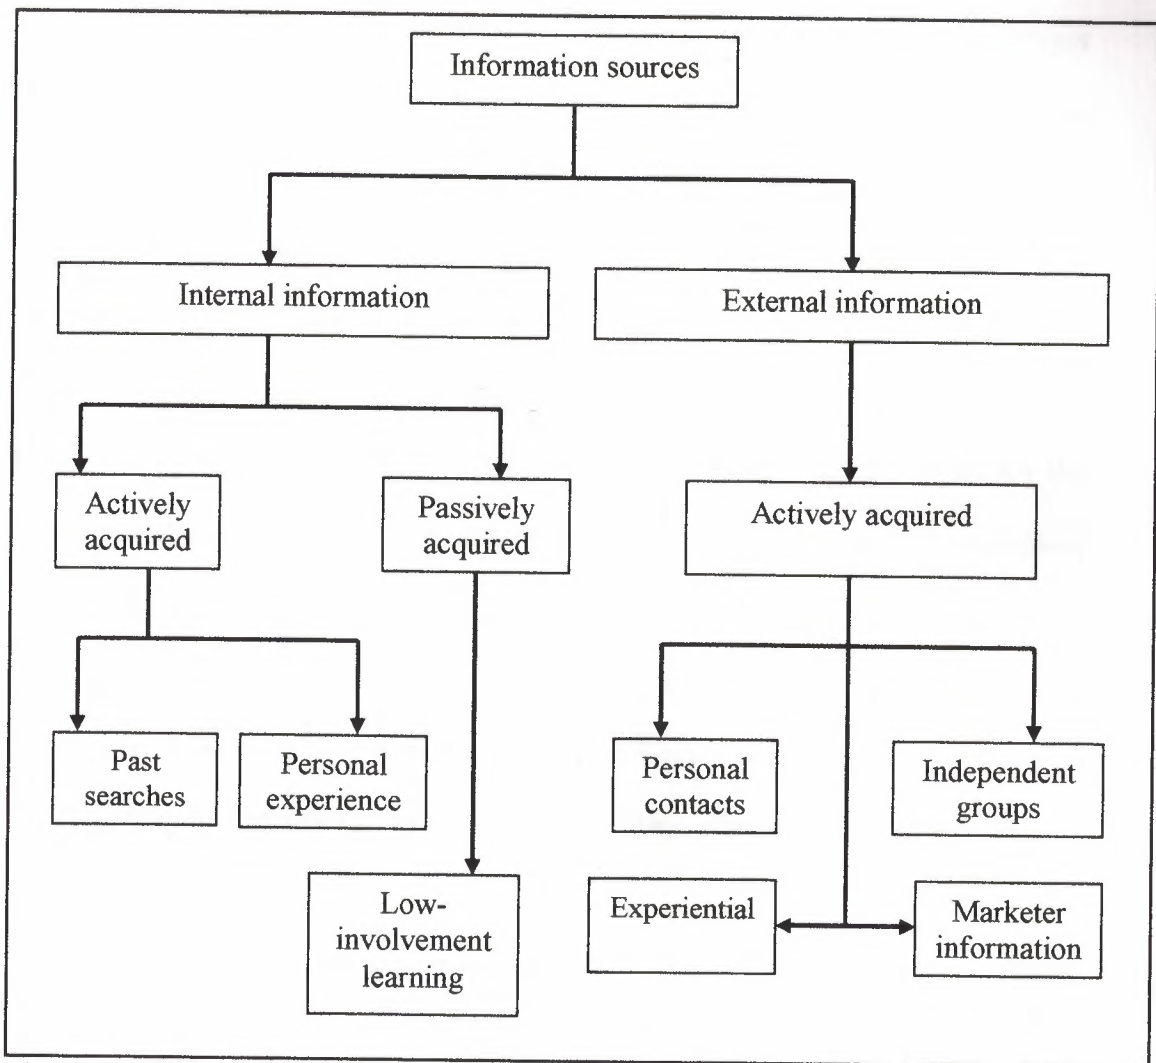 Information sources
Internal information
External information
Actively
acquired
Passively
acquired
Actively acquired
Past
searches
Personal
experience
Personal
contacts
Independent
groups
Low-
involvement
learning
Experiential
Marketer
information